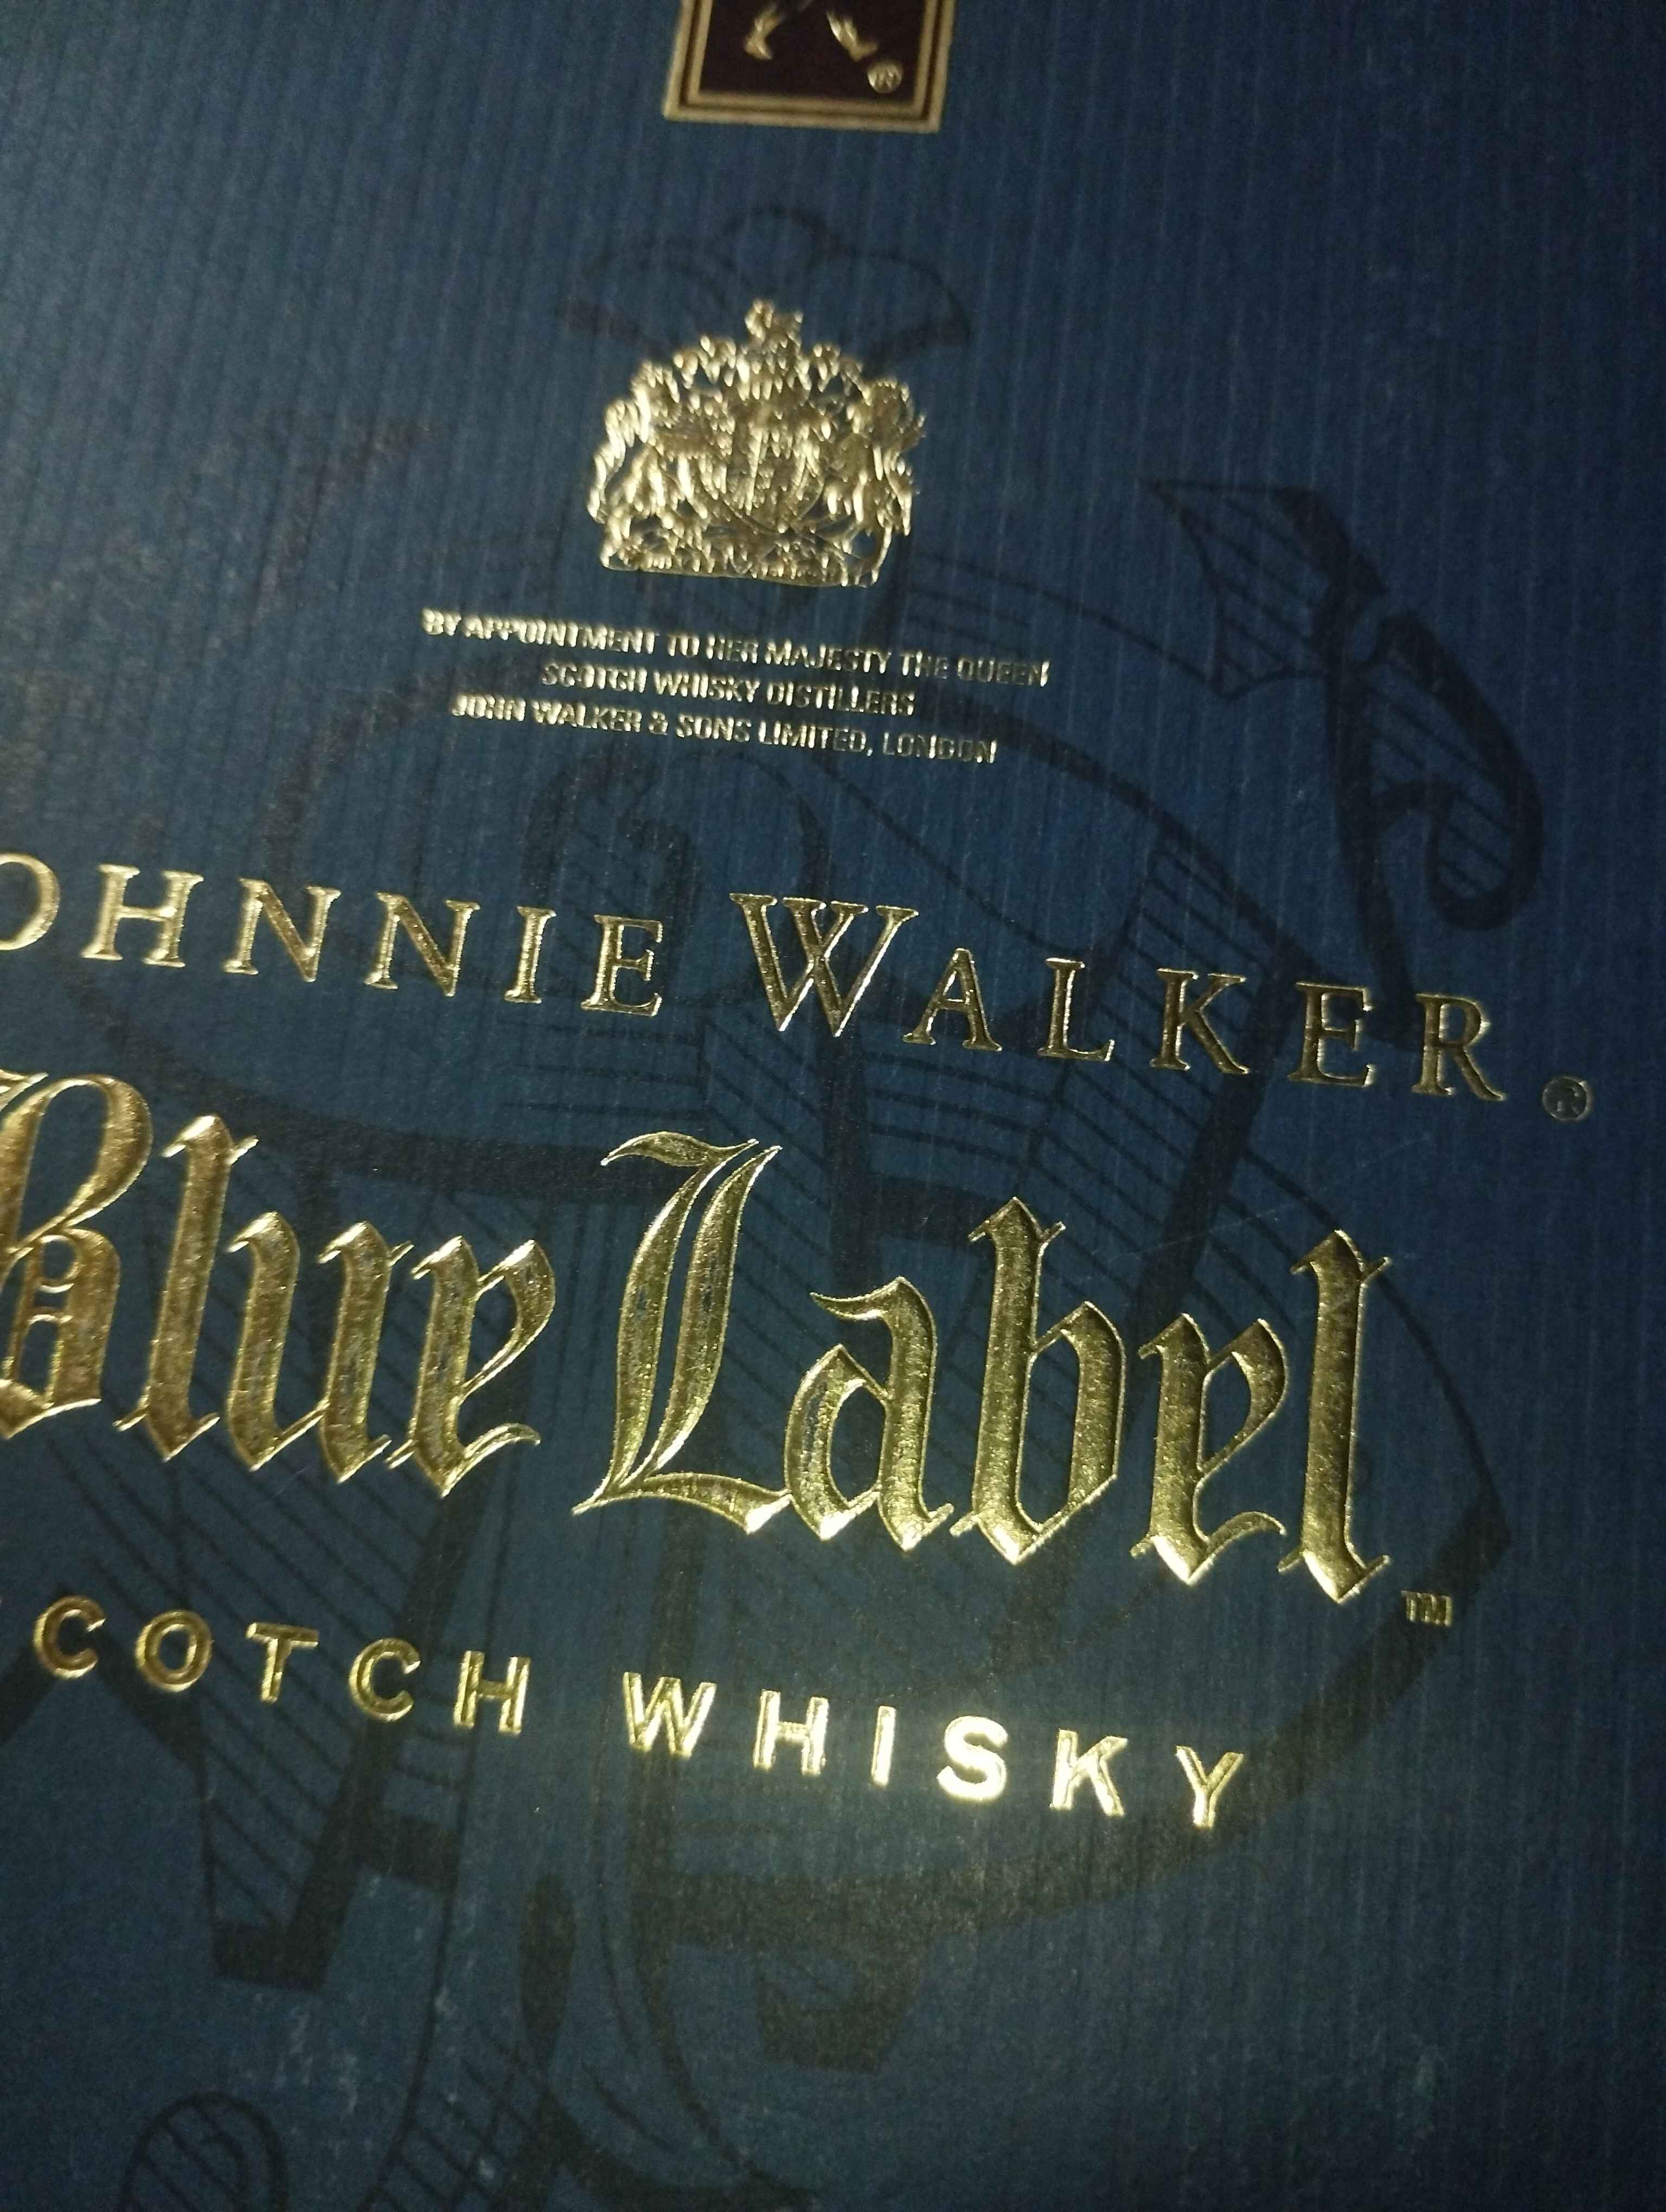 ®
BY APPOINTMENT TO HER MAJESTY THE QUEEN
SCOTCH WHISKY DISTILLERS
JOHN WALKER & SONS LIMITED, LONDON
OHNNIE WALKER®
Blue Label™
COTCH WHISKY